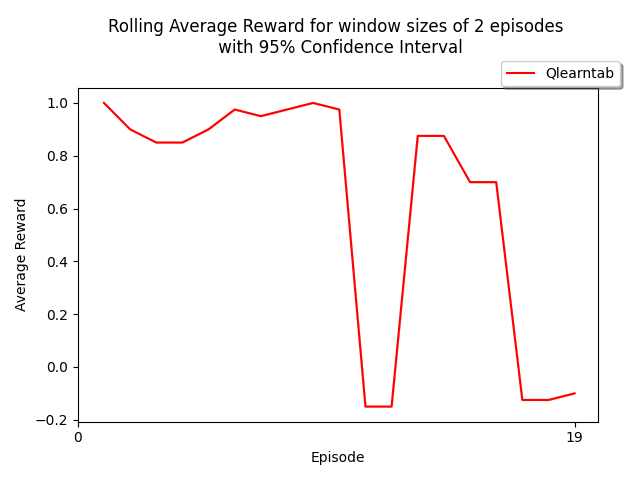 Rolling Average Reward for window sizes of 2 episodes
with 95% Confidence Interval
Qlearntab
1.0
0.8
0.6
0.4
0.2
0.0
−0.2
Average Reward
0
19
Episode